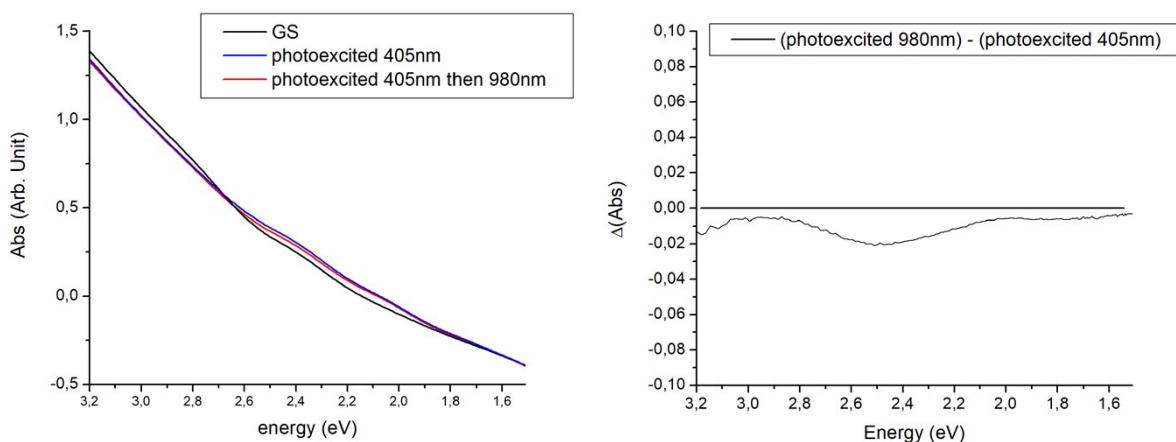 GS
photoexcited 405nm
photoexcited 405nm then 980nm
1,5
1,0
0,5
0,0
-0,5
Abs (Arb. Unit)
3,2 3,0 2,8 2,6 2,4 2,2 2,0 1,8 1,6
energy (eV)
(photoexcited 980nm) - (photoexcited 405nm)
0,10
0,08
0,06
0,04
0,02
0,00
-0,02
-0,04
-0,06
-0,08
-0,10
Δ(Abs)
3,2 3,0 2,8 2,6 2,4 2,2 2,0 1,8 1,6
Energy (eV)